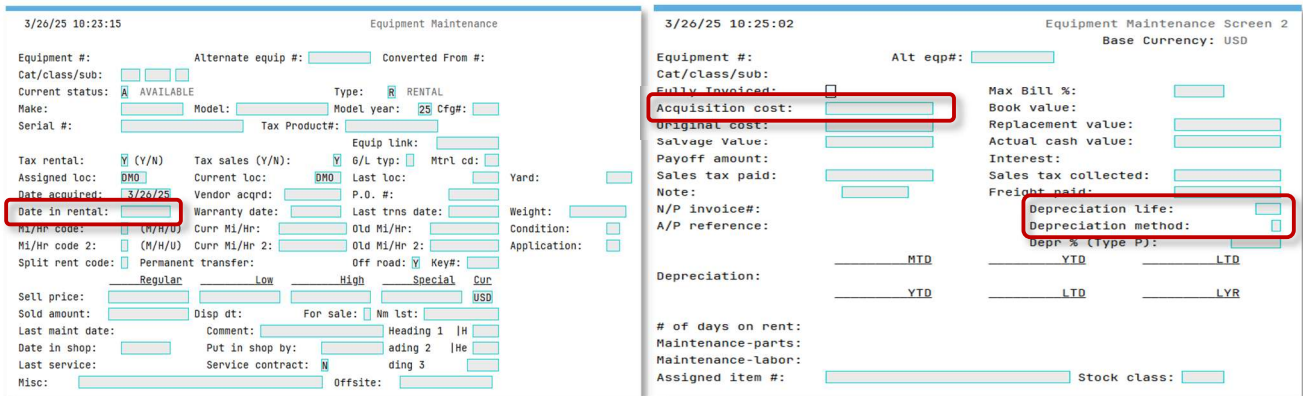 3/26/25 10:23:15 Equipment Maintenance
Equipment #: Alternate equip #: Converted From #:
Cat/class/sub:
Current status: A AVAILABLE Type: R RENTAL
Make: Model: Model year: 25 Cfg#:
Serial #: Tax Product#:
Equip link:
Tax rental: Y (Y/N) Tax sales (Y/N): Y G/L typ: Mtrl cd:
Assigned loc: DMO Current loc: DMO Last loc: Yard:
Date acquired: 3/26/25 Vendor acqrd: P.O. #:
Date in rental: Warranty date: Last trns date: Weight:
Mi/Hr code: (M/H/U) Curr Mi/Hr: Old Mi/Hr: Condition:
Mi/Hr code 2: (M/H/U) Curr Mi/Hr 2: Old Mi/Hr 2: Application:
Split rent code: Permanent transfer: Off road: Y Key#:
Regular Low High Special Cur
Sell price: USD
Sold amount: Disp dt: For sale: Nm lst:
Last maint date: Comment: Heading 1 |H
Date in shop: Put in shop by: ading 2 |He
Last service: Service contract: N ding 3
Misc: Offsite:
3/26/25 10:25:02 Equipment Maintenance Screen 2
Base Currency: USD
Equipment #: Alt eqp#:
Cat/class/sub:
Fully Invoiced: Max Bill %:
Acquisition cost: Book value:
Original cost: Replacement value:
Salvage Value: Actual cash value:
Payoff amount: Interest:
Sales tax paid: Sales tax collected:
Note: Freight paid:
N/P invoice#: Depreciation life:
A/P reference: Depreciation method:
Depr % (Type P):
MTD YTD LTD
Depreciation:
YTD LTD LYR
# of days on rent:
Maintenance-parts:
Maintenance-labor:
Assigned item #: Stock class: